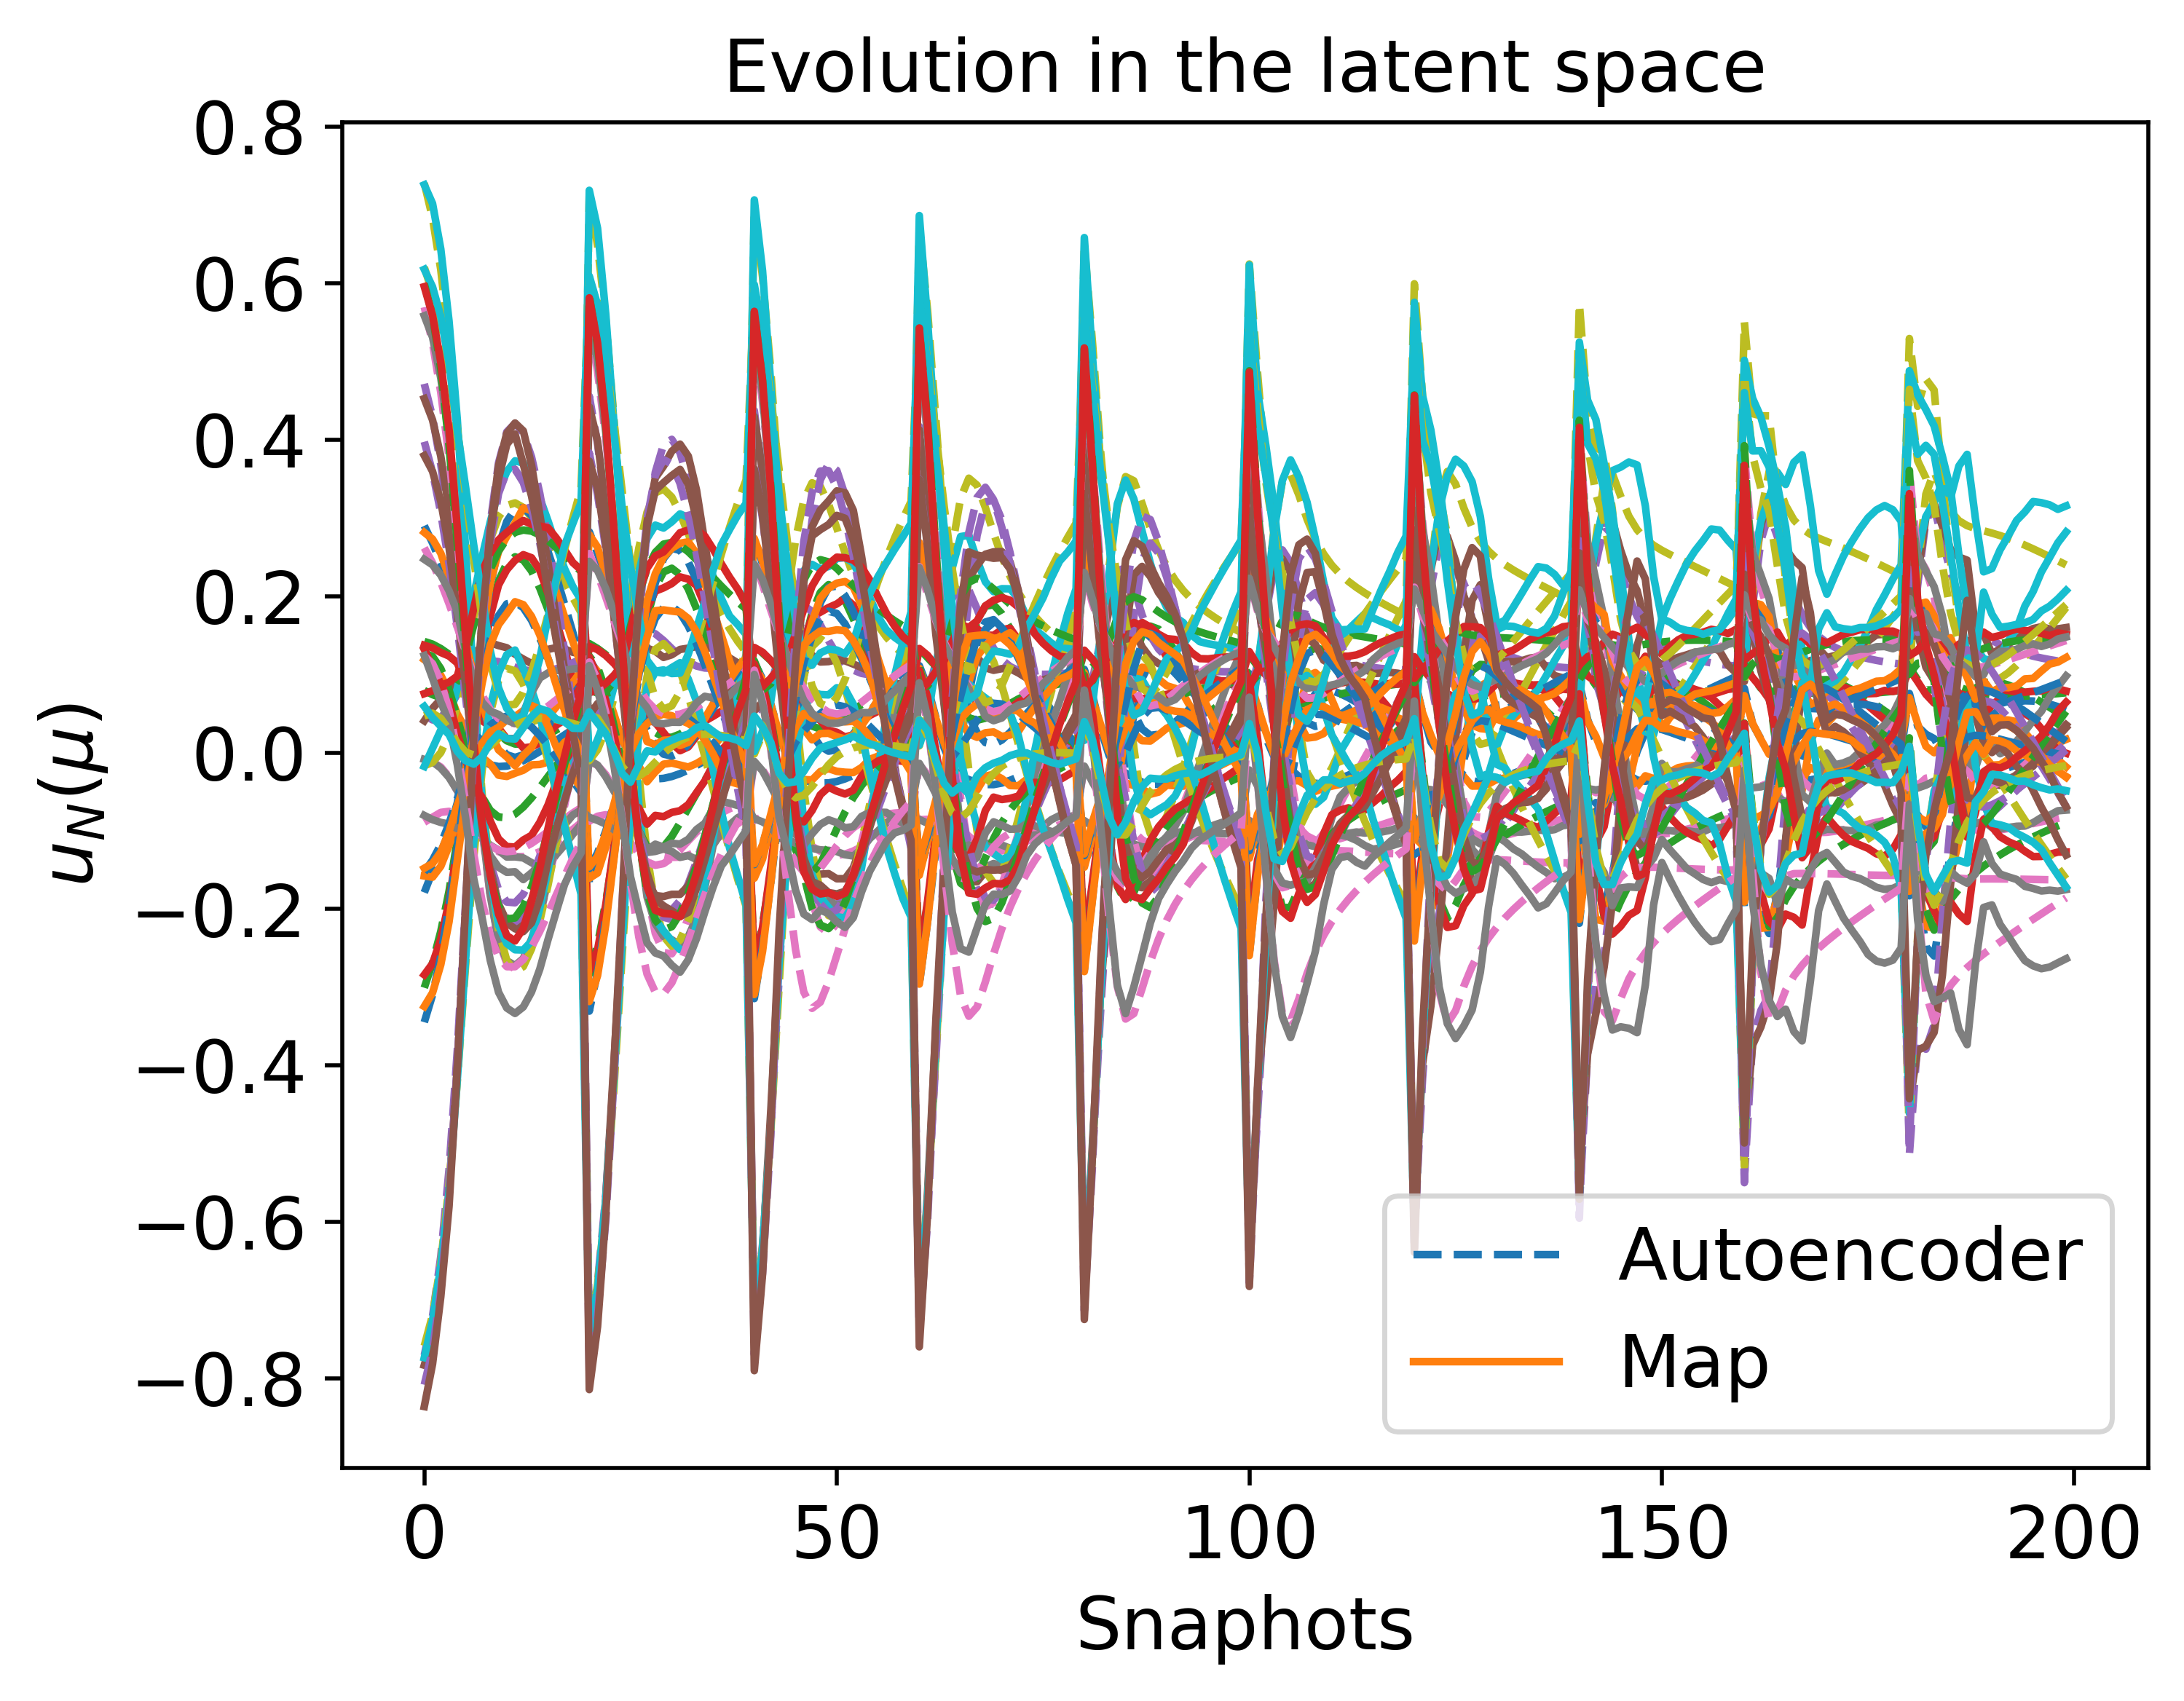 Evolution in the latent space
0.8
0.6
0.4
0.2
0.0
−0.2
−0.4
−0.6
−0.8
u_N(μ)
0 50 100 150 200
Snaphots
Autoencoder
Map